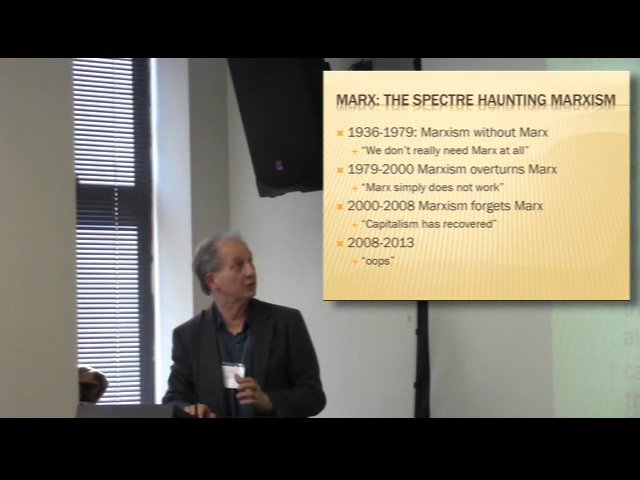 MARX: THE SPECTRE HAUNTING MARXISM
1936-1979: Marxism without Marx
"We don't really need Marx at all"
1979-2000 Marxism overturns Marx
"Marx simply does not work"
2000-2008 Marxism forgets Marx
"Capitalism has recovered"
2008-2013
"oops"